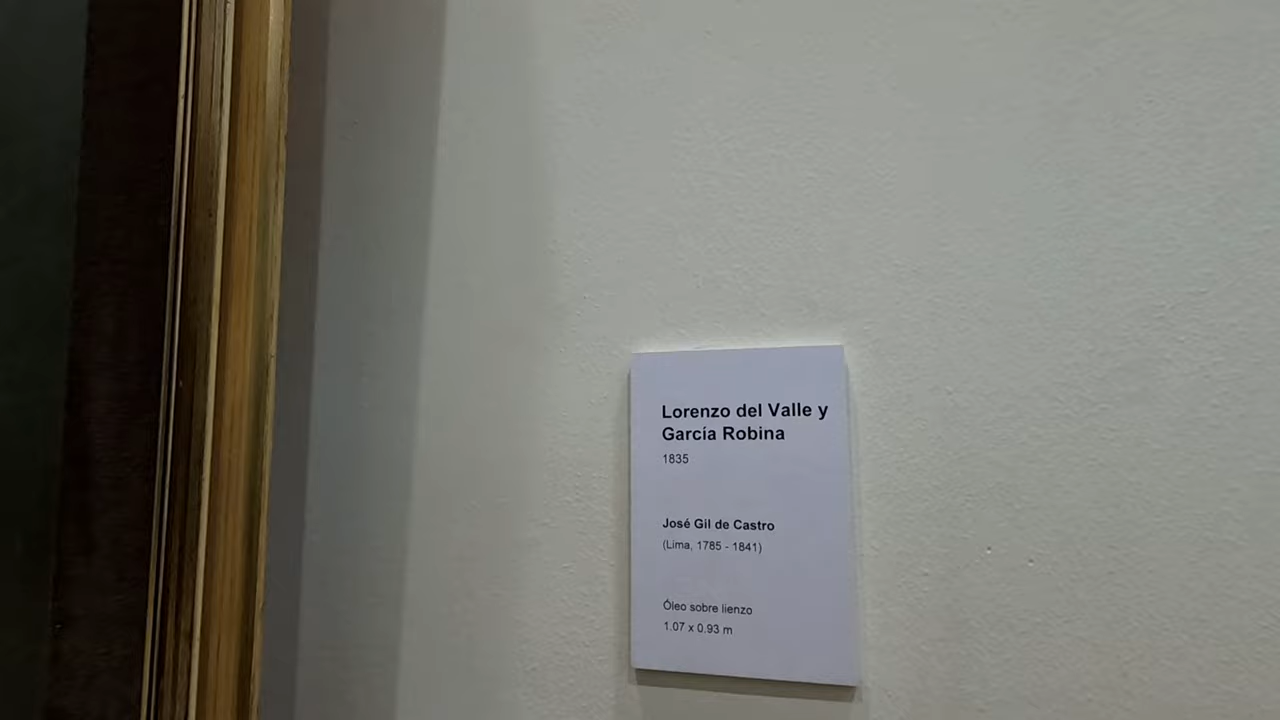 Lorenzo del Valle y
García Robina
1835
José Gil de Castro
(Lima, 1785 - 1841)
Óleo sobre lienzo
1.07 x 0.93 m